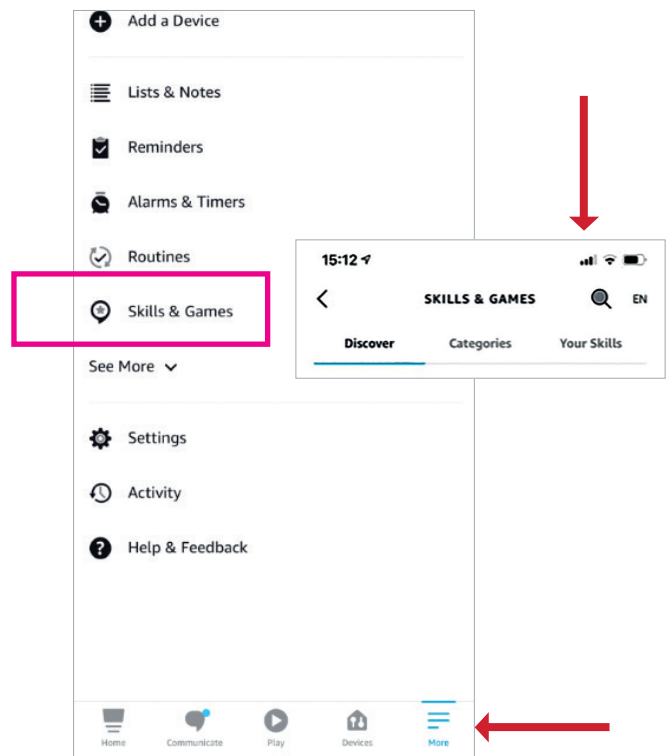 Add a Device
Lists & Notes
Reminders
Alarms & Timers
Routines
Skills & Games
See More
15:12
SKILLS & GAMES
EN
Discover Categories Your Skills
Settings
Activity
Help & Feedback
Home Communicate Play Devices More